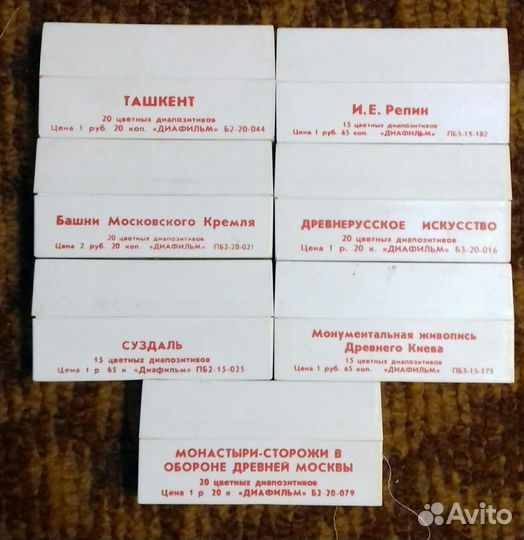 ТАШКЕНТ
20 цветных диапозитивов
Цена 1 руб. 20 коп. «ДИАФИЛЬМ» Б2-20-044
И.Е. Репин
15 цветных диапозитивов
Цена 1 руб. 65 коп. «ДИАФИЛЬМ» ПБ3-15-182
Башни Московского Кремля
20 цветных диапозитивов
Цена 2 руб. 20 коп. «ДИАФИЛЬМ» ПБ2-20-021
ДРЕВНЕРУССКОЕ ИСКУССТВО
20 цветных диапозитивов
Цена 1 р. 20 к. «ДИАФИЛЬМ» Б3-20-016
СУЗДАЛЬ
15 цветных диапозитивов
Цена 1 р 65 к «Диафильм» ПБ2-15-025
Монументальная живопись
Древнего Киева
15 цветных диапозитивов
Цена 1 руб. 65 коп. «ДИАФИЛЬМ» ПБ3-15-175
МОНАСТЫРИ-СТОРОЖИ В
ОБОРОНЕ ДРЕВНЕЙ МОСКВЫ
20 цветных диапозитивов
Цена 1 р. 20 к. «ДИАФИЛЬМ» Б2-20-079
Avito